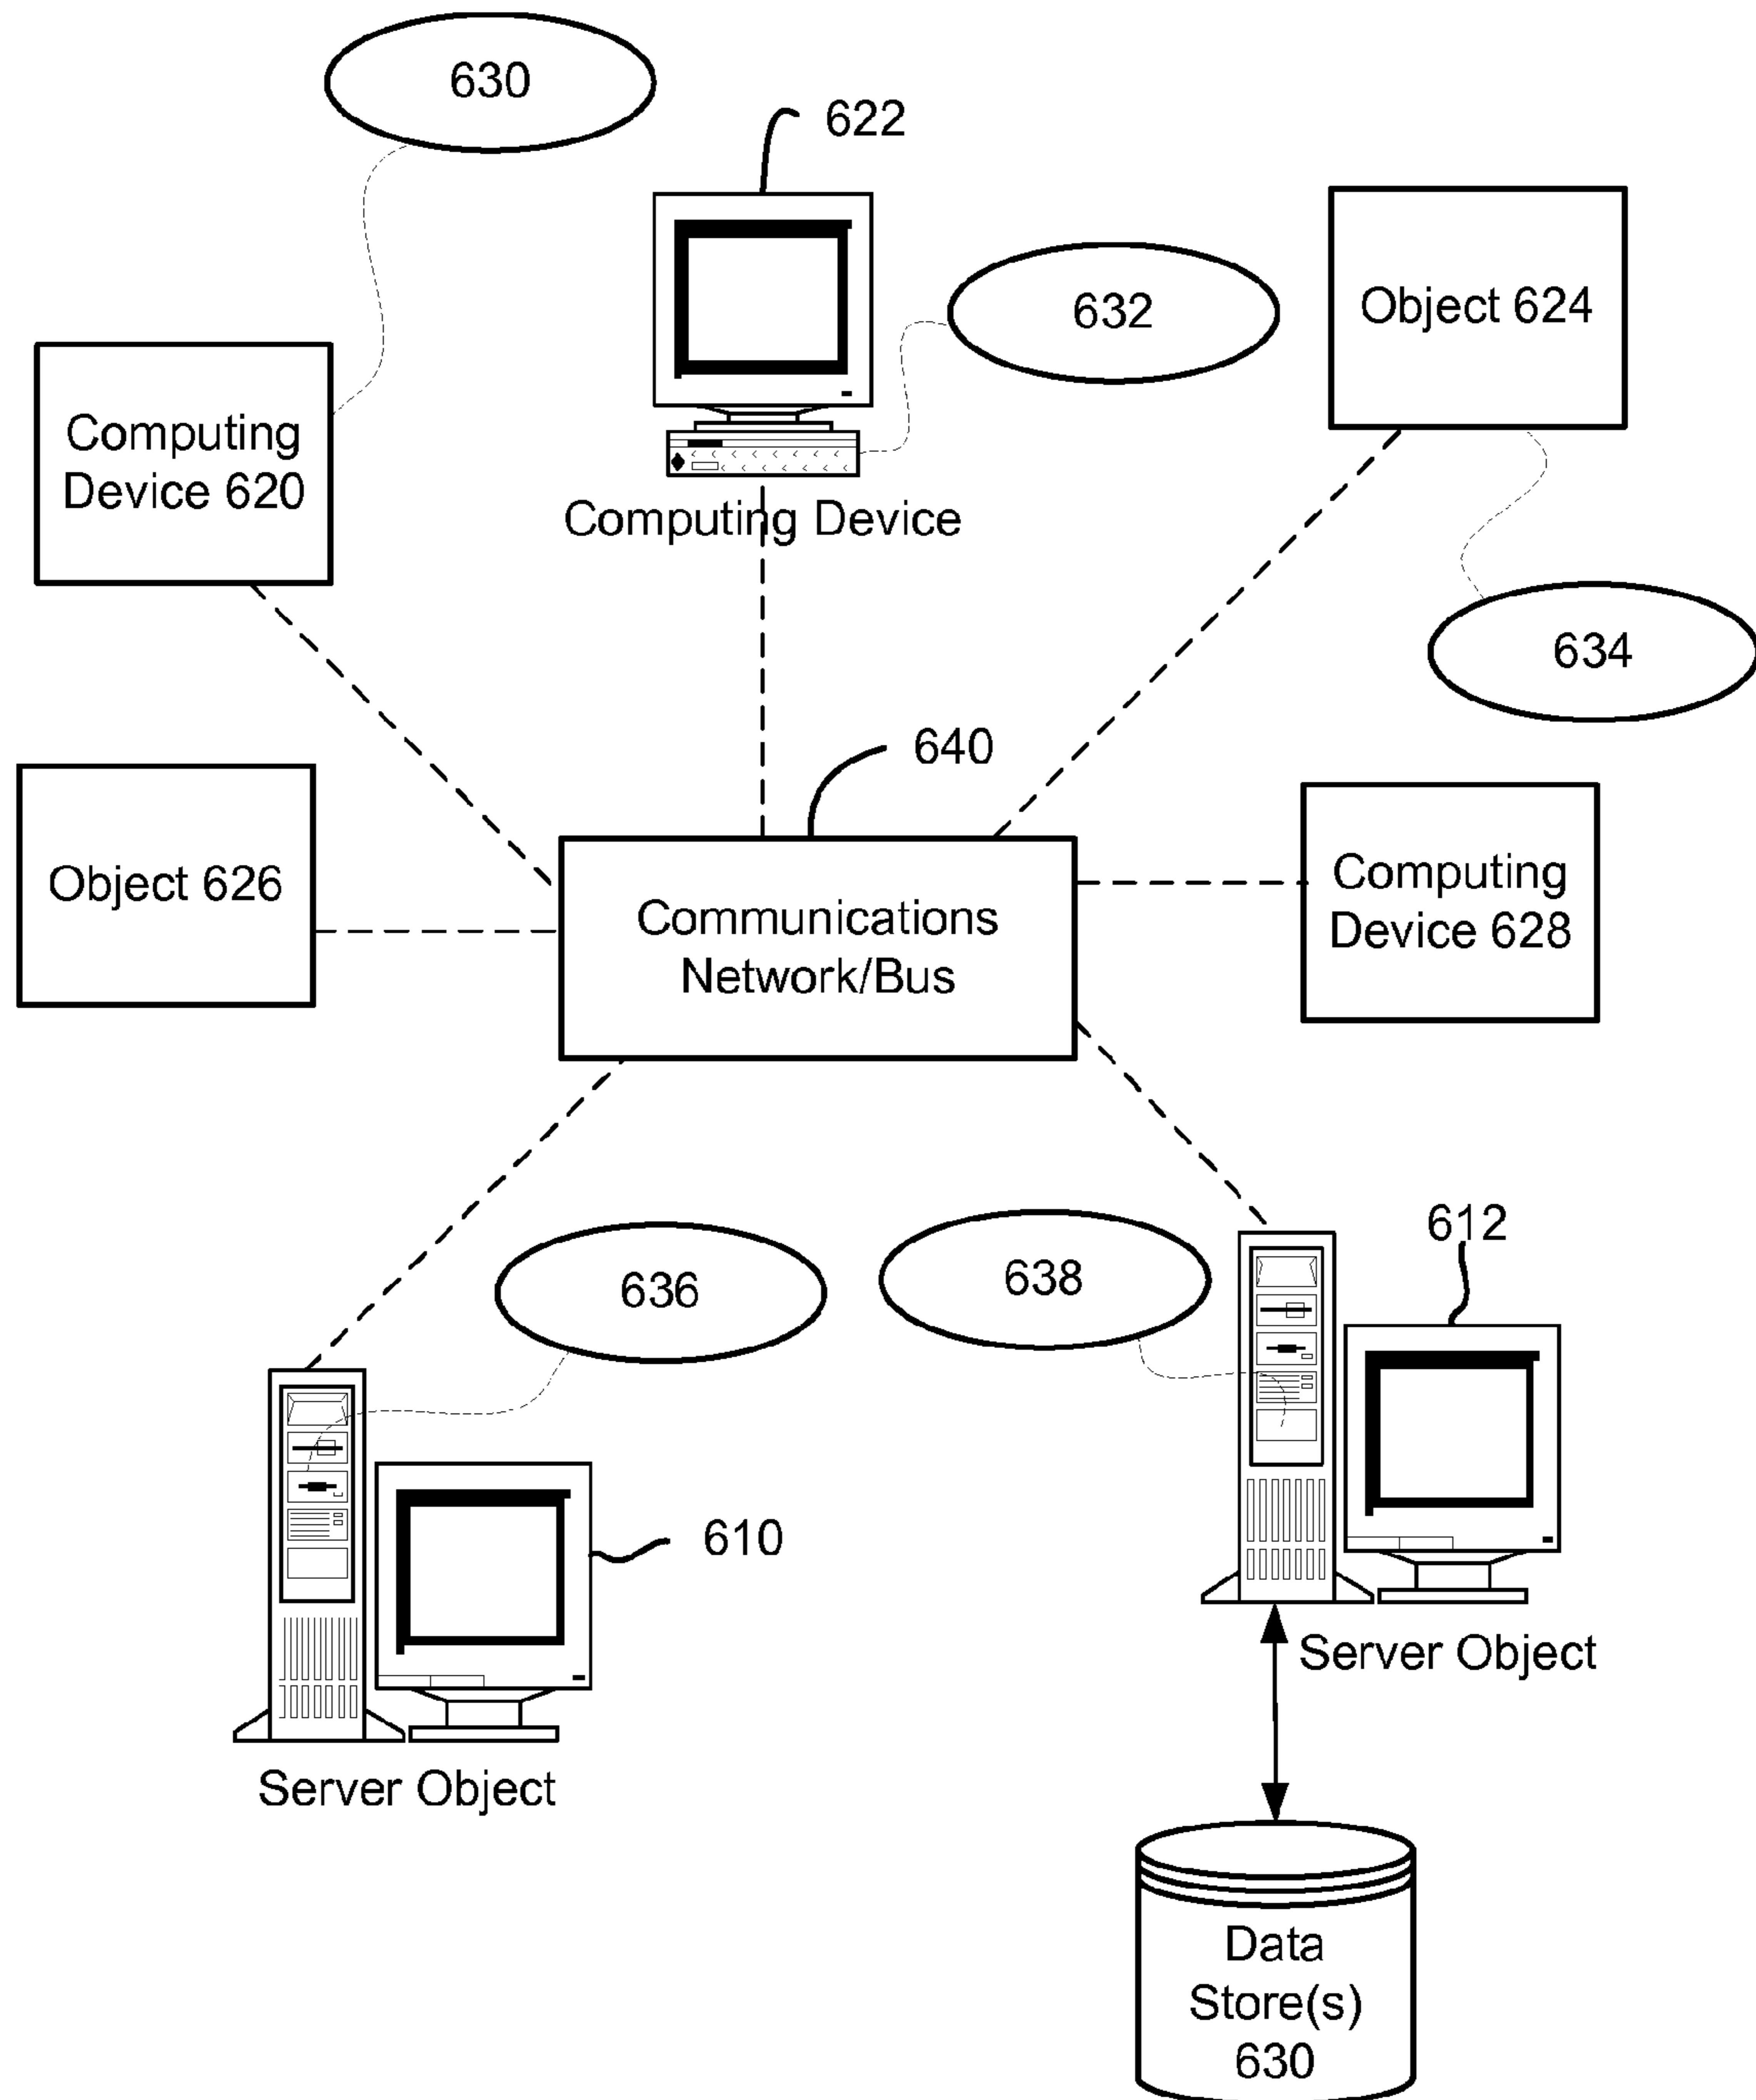 630
622
632
Object 624
Computing
Device 620
Computing Device
634
640
Object 626
Communications
Network/Bus
Computing
Device 628
636
638
612
610
Server Object
Server Object
Data
Store(s)
630